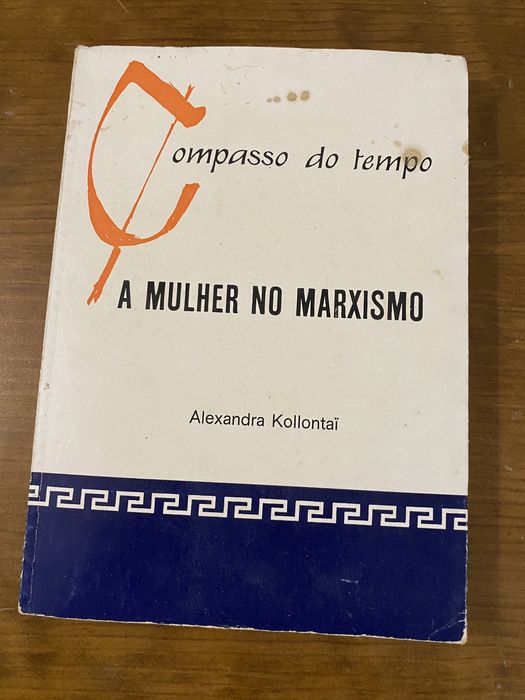 Compasso do tempo
A MULHER NO MARXISMO
Alexandra Kollontaï